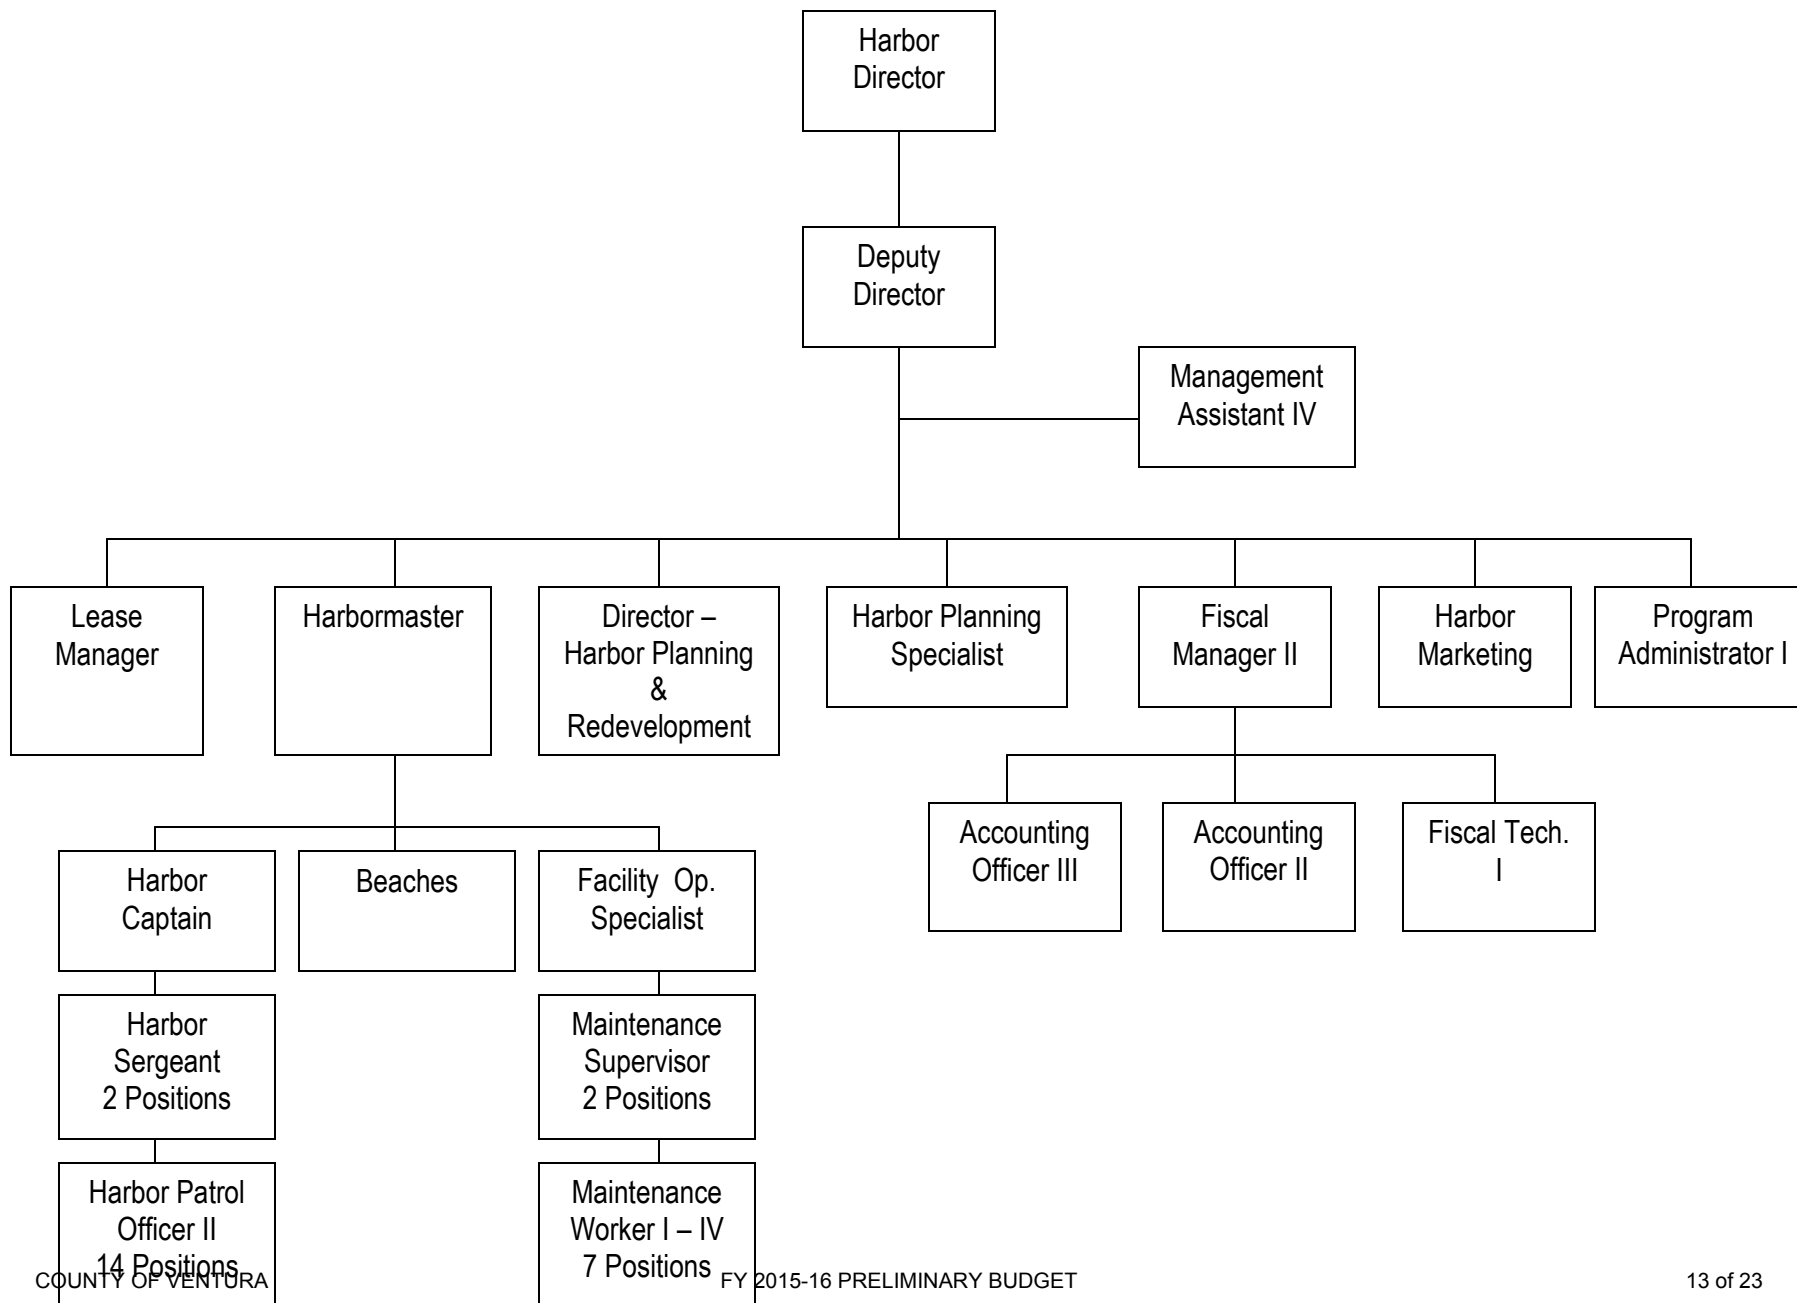 Harbor
Director
Deputy
Director
Management
Assistant IV
Lease
Manager
Harbormaster
Director –
Harbor Planning
&
Redevelopment
Harbor Planning
Specialist
Fiscal
Manager II
Harbor
Marketing
Program
Administrator I
Accounting
Officer III
Accounting
Officer II
Fiscal Tech.
I
Harbor
Captain
Beaches
Facility  Op.
Specialist
Harbor
Sergeant
2 Positions
Maintenance
Supervisor
2 Positions
Harbor Patrol
Officer II
14 Positions
Maintenance
Worker I – IV
7 Positions
COUNTY OF VENTURA
FY 2015-16 PRELIMINARY BUDGET
13 of 23